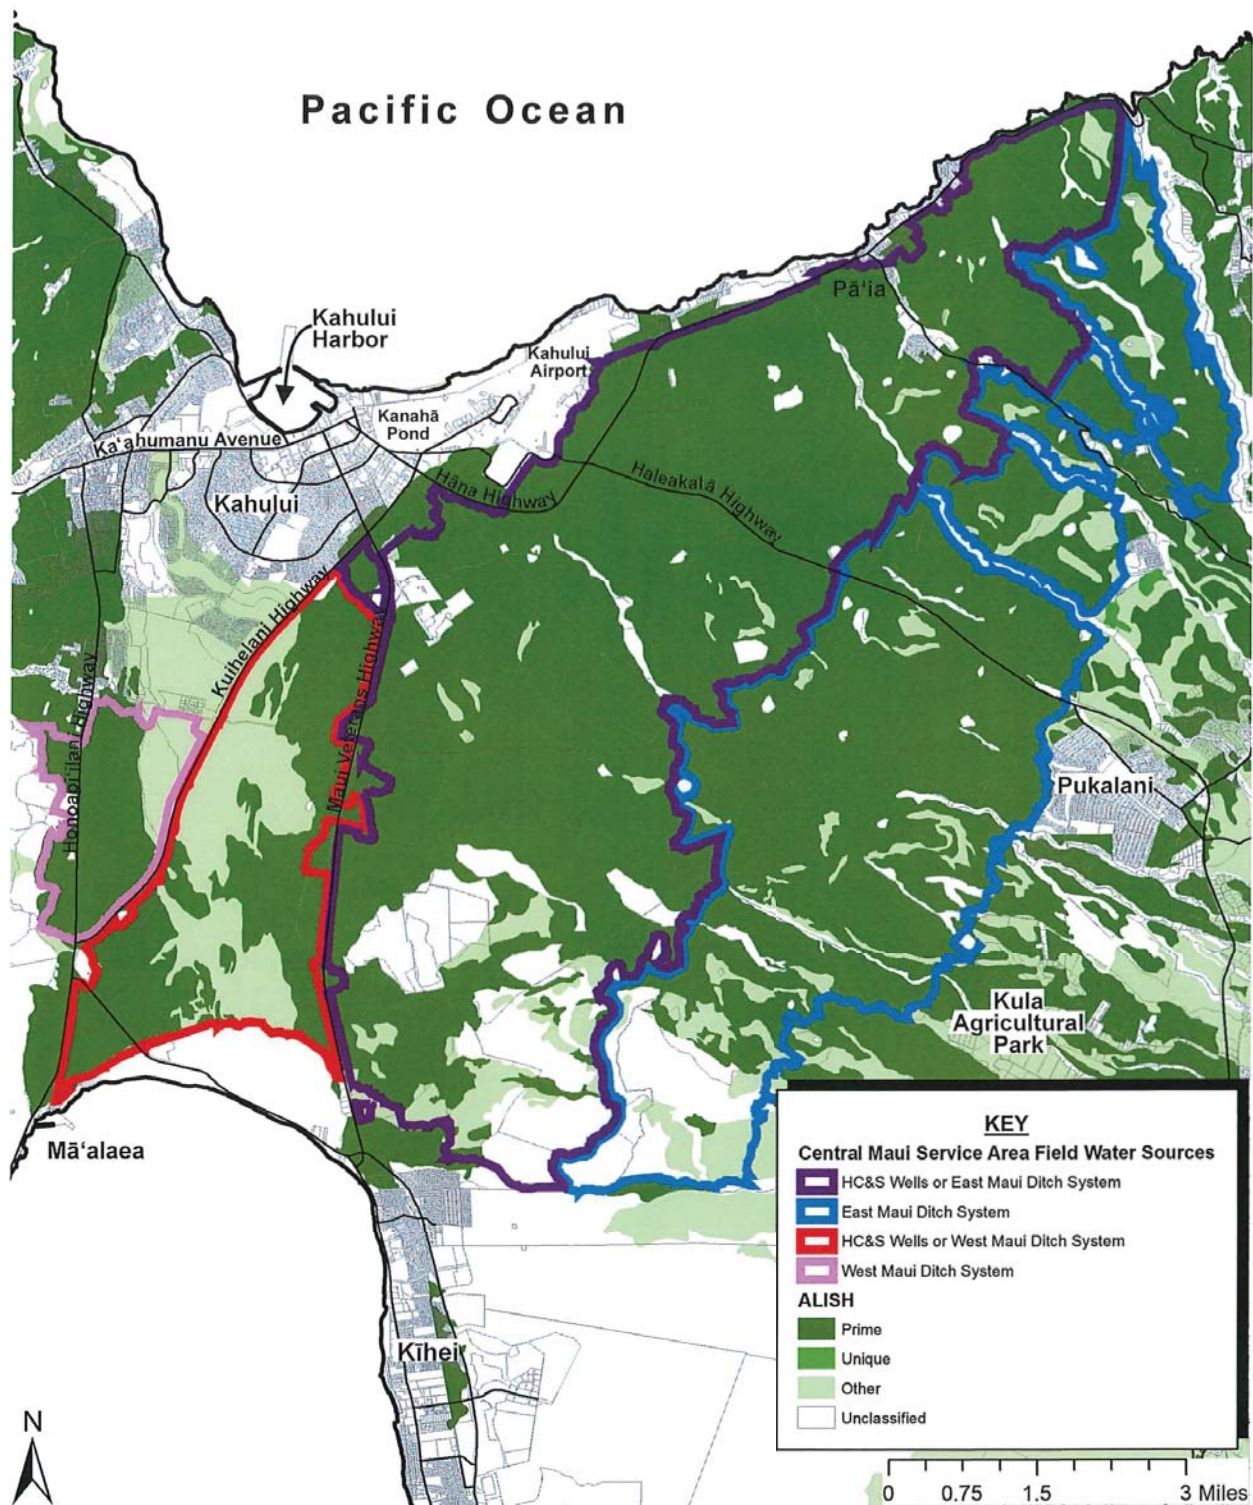 Pacific Ocean
Kahului
Harbor
Pā‘ia
Kahului
Airport
Kanahā
Pond
Ka‘ahumanu Avenue
Kahului
Hāna Highway
Haleakalā Highway
Kuihelani Highway
Maui Veterans Highway
Honoapi‘ilani Highway
Pukalani
Kula
Agricultural
Park
Mā‘alaea
Kīhei
KEY
Central Maui Service Area Field Water Sources
HC&S Wells or East Maui Ditch System
East Maui Ditch System
HC&S Wells or West Maui Ditch System
West Maui Ditch System
ALISH
Prime
Unique
Other
Unclassified
N
0 0.75 1.5 3 Miles